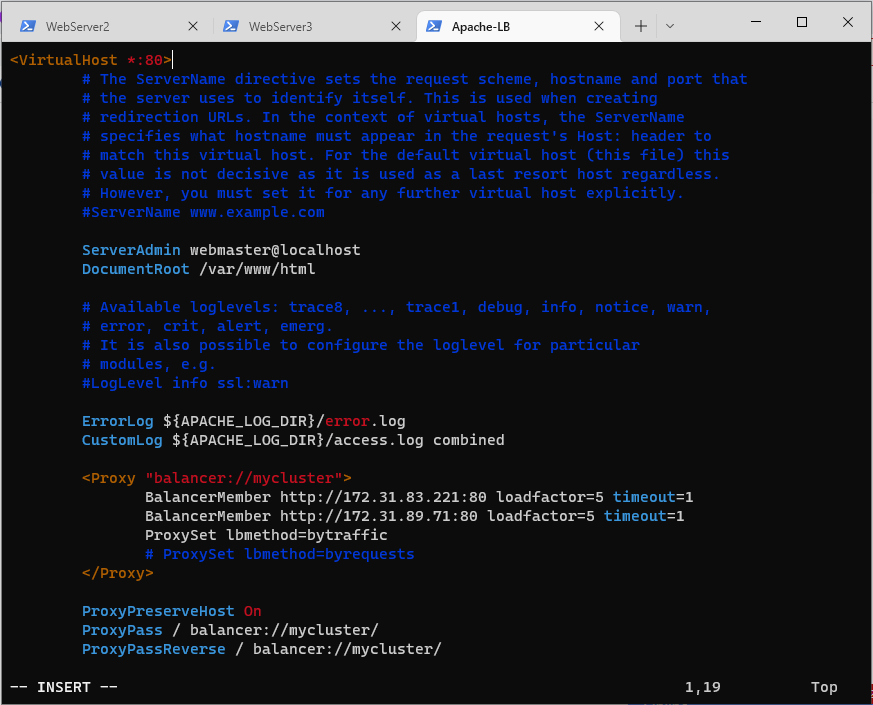 WebServer2
WebServer3
Apache-LB
<VirtualHost *:80>
# The ServerName directive sets the request scheme, hostname and port that
# the server uses to identify itself. This is used when creating
# redirection URLs. In the context of virtual hosts, the ServerName
# specifies what hostname must appear in the request's Host: header to
# match this virtual host. For the default virtual host (this file) this
# value is not decisive as it is used as a last resort host regardless.
# However, you must set it for any further virtual host explicitly.
#ServerName www.example.com
ServerAdmin webmaster@localhost
DocumentRoot /var/www/html
# Available loglevels: trace8, ..., trace1, debug, info, notice, warn,
# error, crit, alert, emerg.
# It is also possible to configure the loglevel for particular
# modules, e.g.
#LogLevel info ssl:warn
ErrorLog ${APACHE_LOG_DIR}/error.log
CustomLog ${APACHE_LOG_DIR}/access.log combined
<Proxy "balancer://mycluster">
BalancerMember http://172.31.83.221:80 loadfactor=5 timeout=1
BalancerMember http://172.31.89.71:80 loadfactor=5 timeout=1
ProxySet lbmethod=bytraffic
# ProxySet lbmethod=byrequests
</Proxy>
ProxyPreserveHost On
ProxyPass / balancer://mycluster/
ProxyPassReverse / balancer://mycluster/
-- INSERT -- 1,19 Top